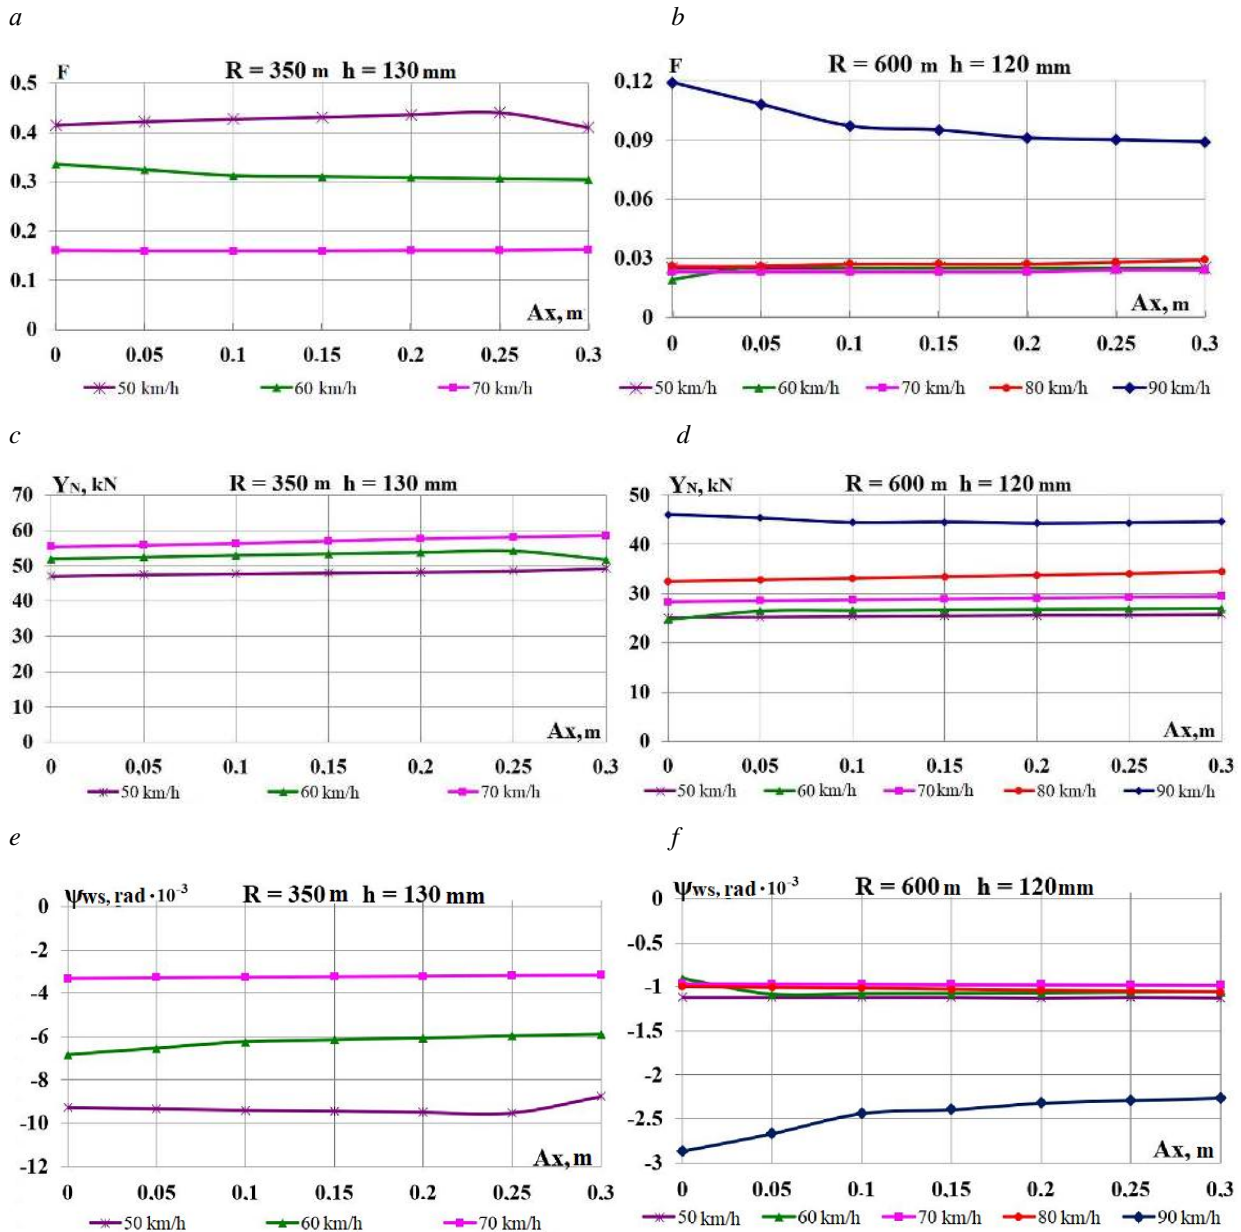 a b
F R = 350 m h = 130 mm
0.5
0.4
0.3
0.2
0.1
0
Ax, m
0 0.05 0.1 0.15 0.2 0.25 0.3
50 km/h 60 km/h 70 km/h
F R = 600 m h = 120 mm
0.12
0.09
0.06
0.03
0
Ax, m
0 0,05 0.1 0.15 0.2 0.25 0.3
50 km/h 60 km/h 70 km/h 80 km/h 90 km/h
c d
YN, kN R = 350 m h = 130 mm
70
60
50
40
30
20
10
0
Ax, m
0 0,05 0.1 0.15 0.2 0.25 0.3
50 km/h 60 km/h 70 km/h
YN, kN R = 600 m h = 120 mm
50
40
30
20
10
0
Ax, m
0 0,05 0.1 0.15 0.2 0.25 0.3
50 km/h 60 km/h 70 km/h 80 km/h 90 km/h
e f
Ψws, rad · 10⁻³ R = 350 m h = 130 mm
0
-2
-4
-6
-8
-10
-12
Ax, m
0 0.05 0.1 0.15 0.2 0.25 0.3
50 km/h 60 km/h 70 km/h
Ψws, rad · 10⁻³ R = 600 m h = 120 mm
0
-0.5
-1
-1.5
-2
-2.5
-3
Ax, m
0 0.05 0.1 0.15 0.2 0.25 0.3
50 km/h 60 km/h 70 km/h 80 km/h 90 km/h